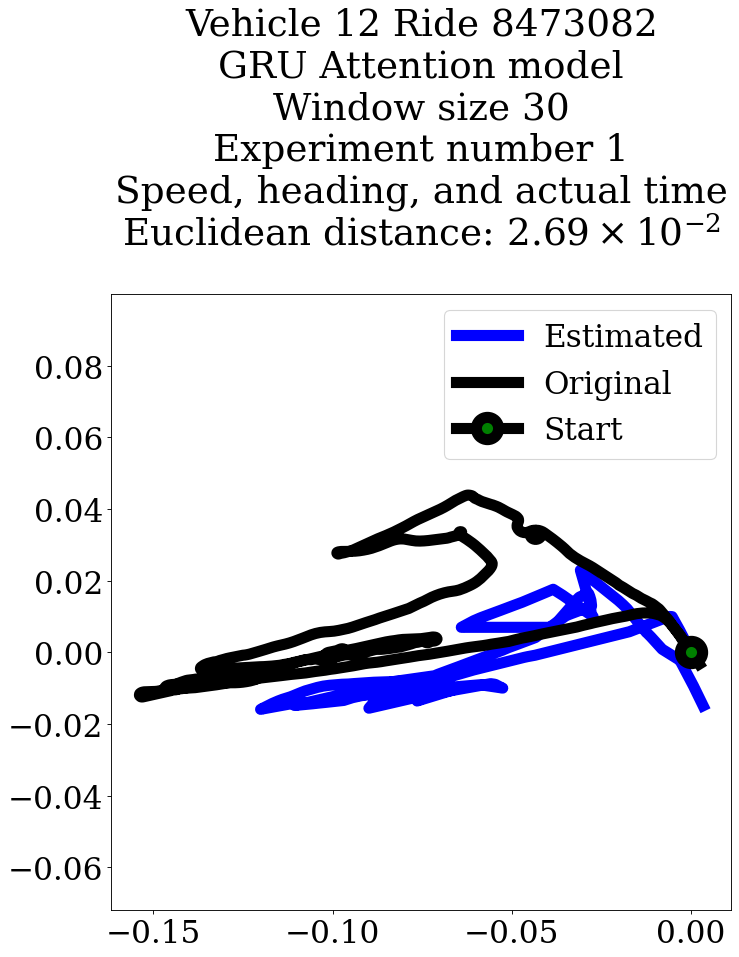 Vehicle 12 Ride 8473082
GRU Attention model
Window size 30
Experiment number 1
Speed, heading, and actual time
Euclidean distance: 2.69 × 10⁻²
Estimated
Original
Start
0.08
0.06
0.04
0.02
0.00
−0.02
−0.04
−0.06
−0.15
−0.10
−0.05
0.00